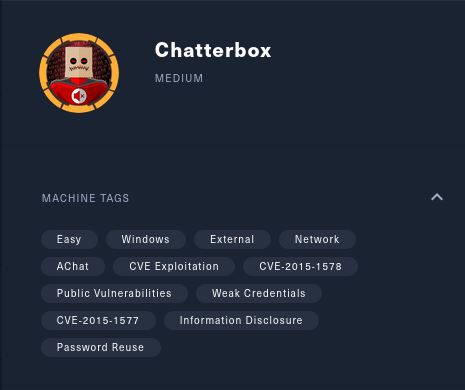 Chatterbox
MEDIUM
MACHINE TAGS
Easy Windows External Network
AChat CVE Exploitation CVE-2015-1578
Public Vulnerabilities Weak Credentials
CVE-2015-1577 Information Disclosure
Password Reuse